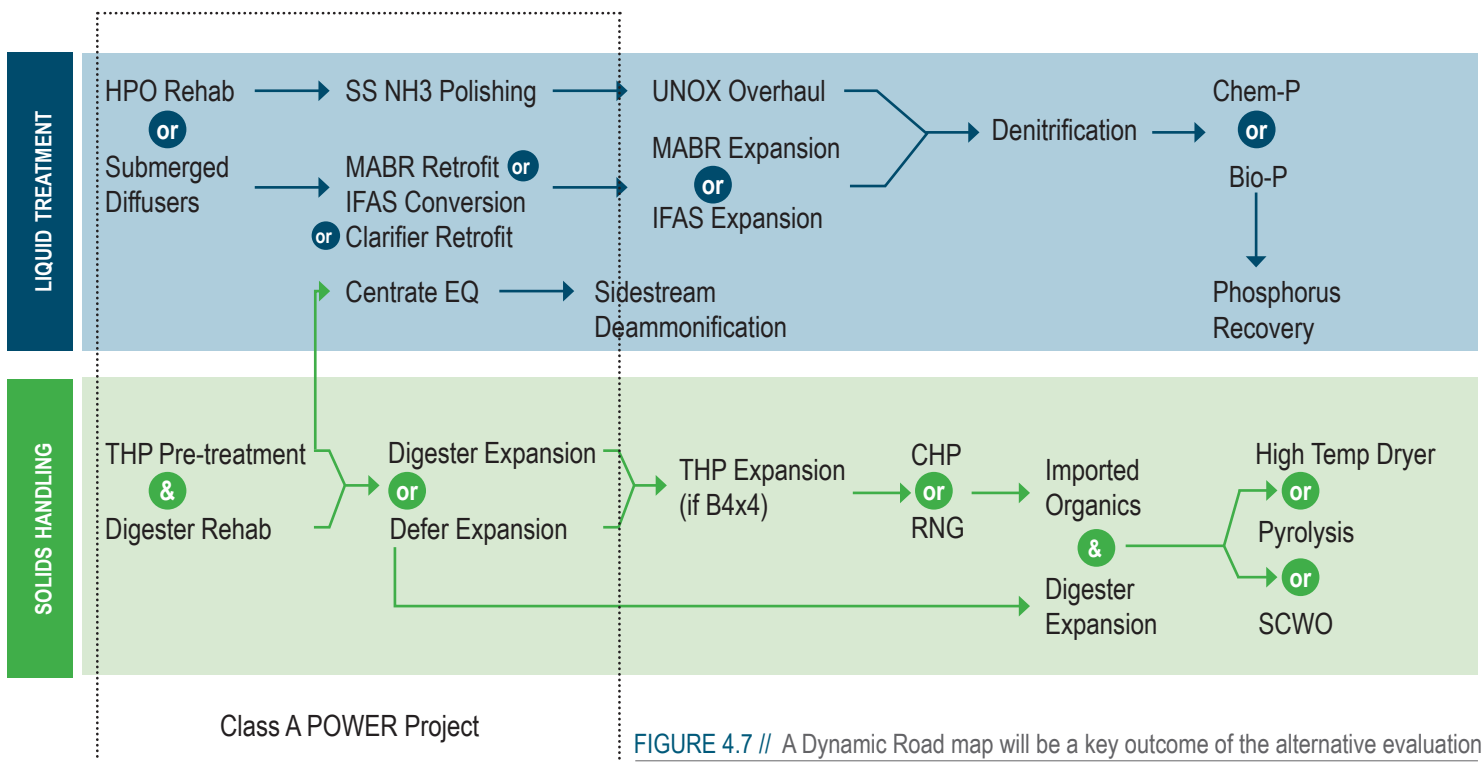 LIQUID TREATMENT
HPO Rehab
or
Submerged
Diffusers
SS NH3 Polishing
MABR Retrofit or
IFAS Conversion
or Clarifier Retrofit
Centrate EQ
UNOX Overhaul
MABR Expansion
or
IFAS Expansion
Sidestream
Deammonification
Denitrification
Chem-P
or
Bio-P
Phosphorus
Recovery
SOLIDS HANDLING
THP Pre-treatment
&
Digester Rehab
Digester Expansion
or
Defer Expansion
THP Expansion
(if B4x4)
CHP
or
RNG
Imported
Organics
&
Digester
Expansion
High Temp Dryer
or
Pyrolysis
or
SCWO
Class A POWER Project
FIGURE 4.7 // A Dynamic Road map will be a key outcome of the alternative evaluation